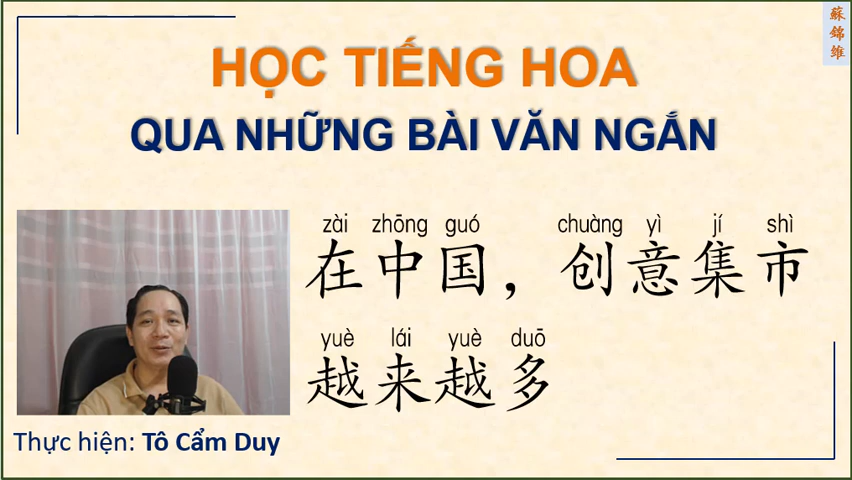 蘇錦維
HỌC TIẾNG HOA
QUA NHỮNG BÀI VĂN NGẮN
zài zhōng guó chuàng yì jí shì
在中国，创意集市
yuè lái yuè duō
越来越多
Thực hiện: Tô Cẩm Duy